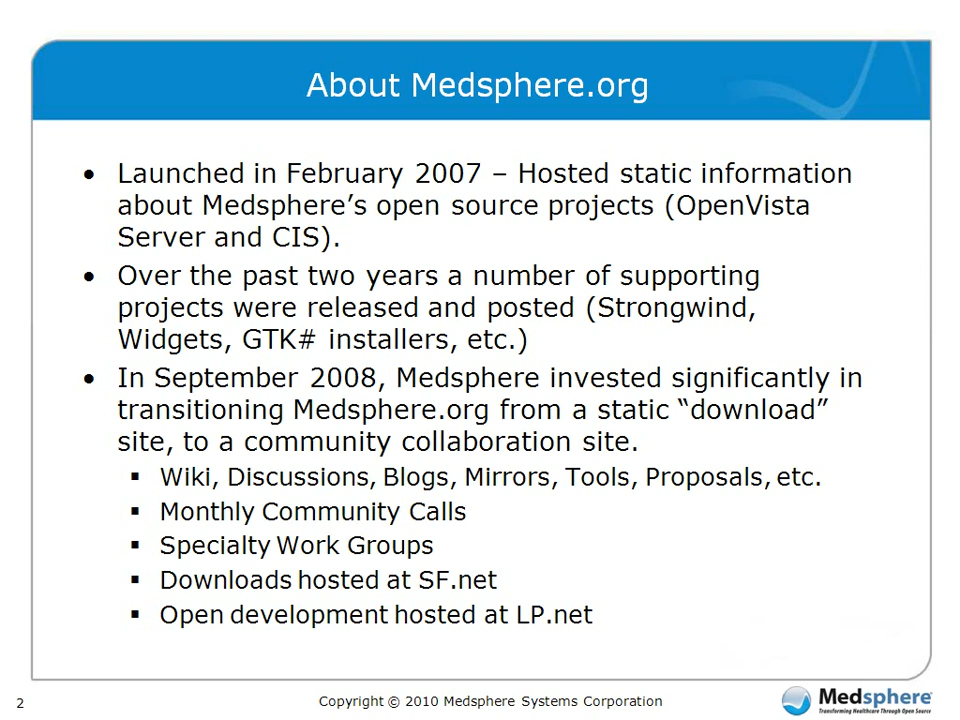 About Medsphere.org
• Launched in February 2007 – Hosted static information
about Medsphere’s open source projects (OpenVista
Server and CIS).
• Over the past two years a number of supporting
projects were released and posted (Strongwind,
Widgets, GTK# installers, etc.)
• In September 2008, Medsphere invested significantly in
transitioning Medsphere.org from a static “download”
site, to a community collaboration site.
▪ Wiki, Discussions, Blogs, Mirrors, Tools, Proposals, etc.
▪ Monthly Community Calls
▪ Specialty Work Groups
▪ Downloads hosted at SF.net
▪ Open development hosted at LP.net
2
Copyright © 2010 Medsphere Systems Corporation
Medsphere
Transforming Healthcare Through Open Source